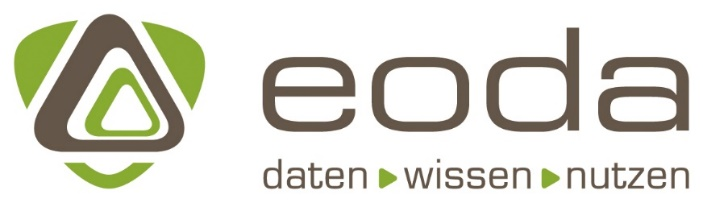 eoda
daten ▸ wissen ▸ nutzen